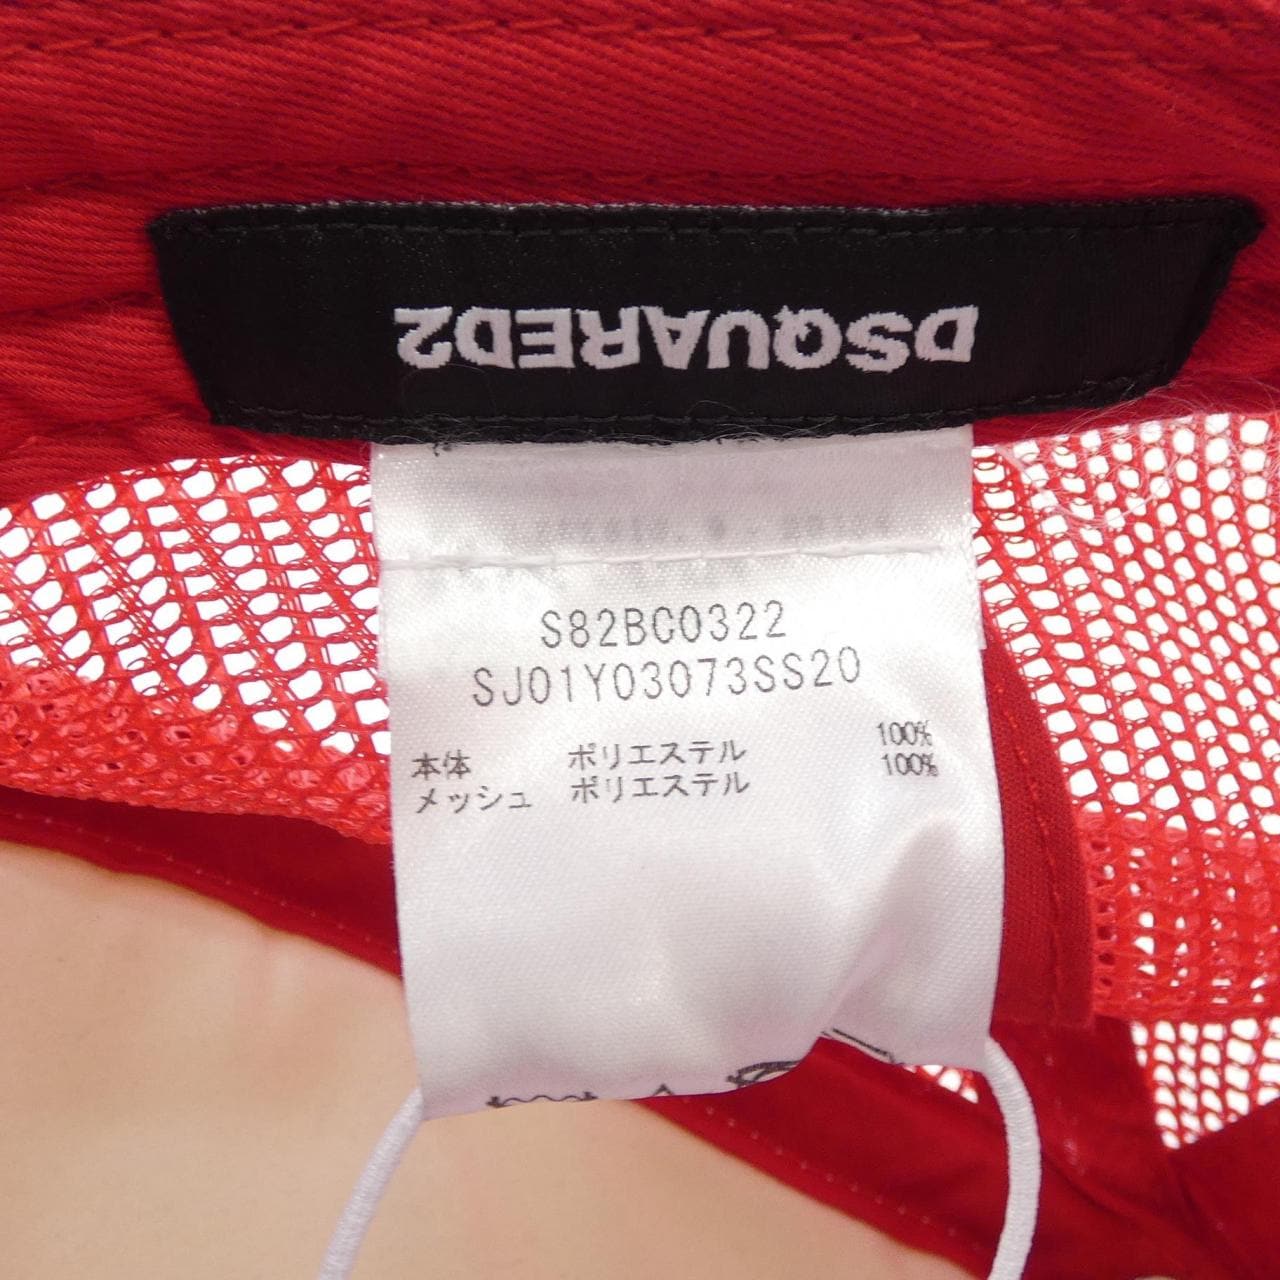 DSQUARED2
S82BC0322
SJ01Y03073SS20
本体 ポリエステル 100%
メッシュ ポリエステル 100%